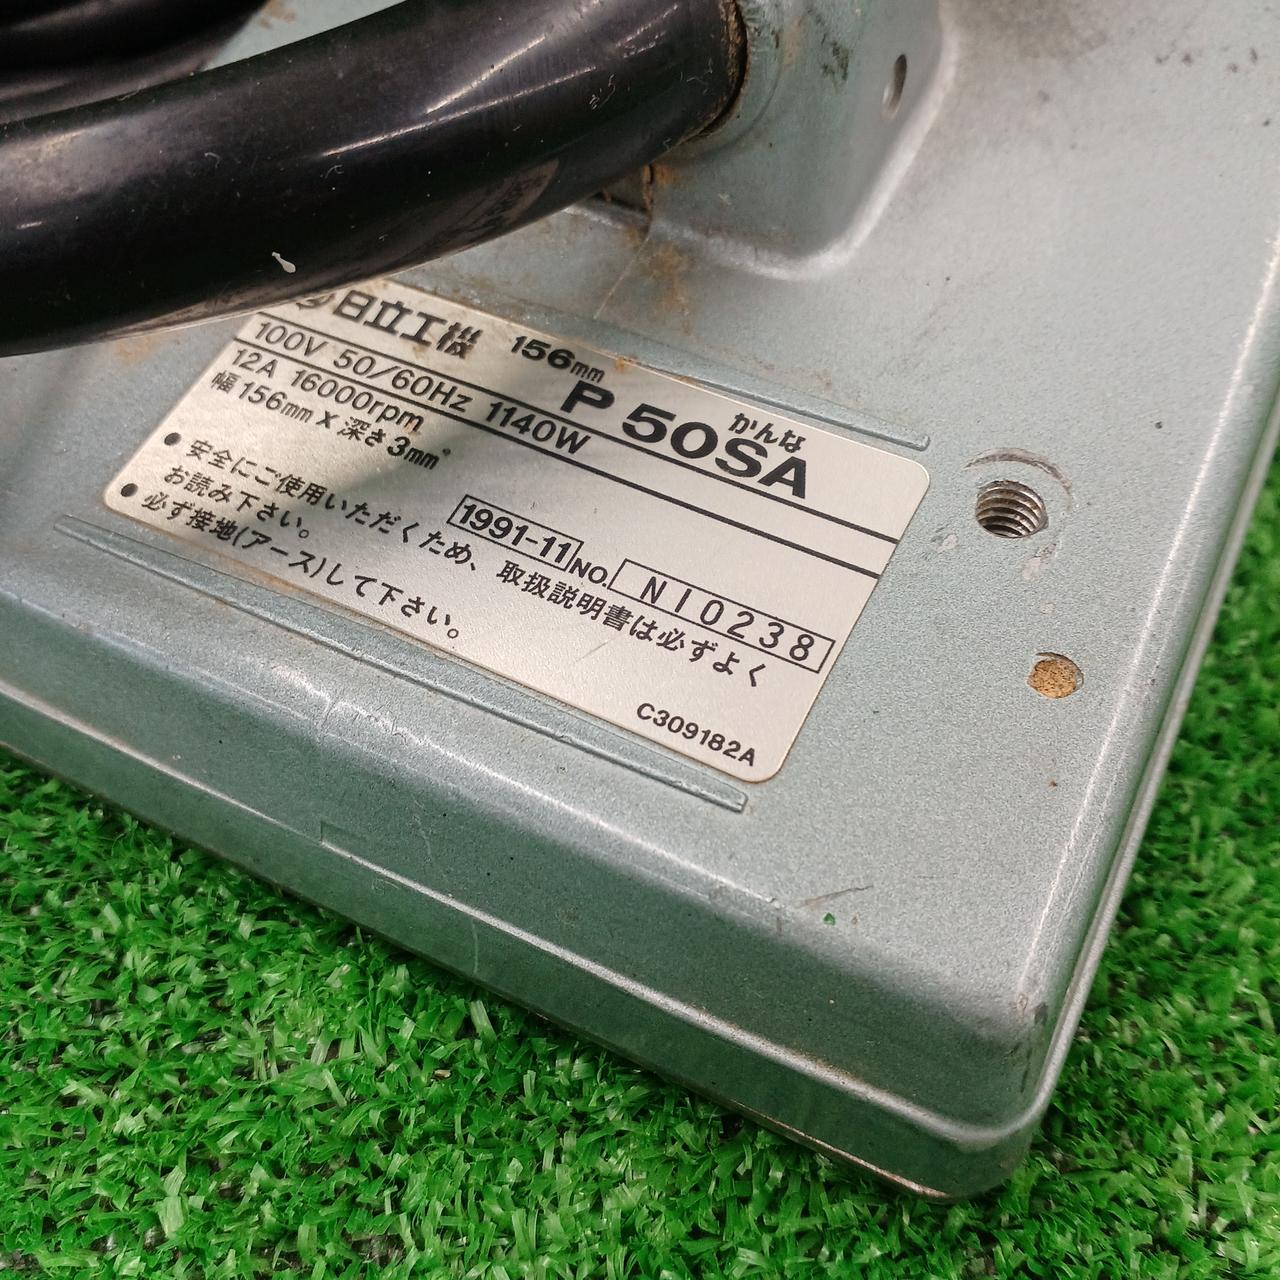 日立工機 156mm かんな
P 50SA
100V 50/60Hz 1140W
12A 16000rpm
幅156mm x 深さ3mm
1991-11 NO. N10238
● 安全にご使用いただくため、取扱説明書は必ずよく
お読み下さい。
● 必ず接地(アース)して下さい。
C309182A